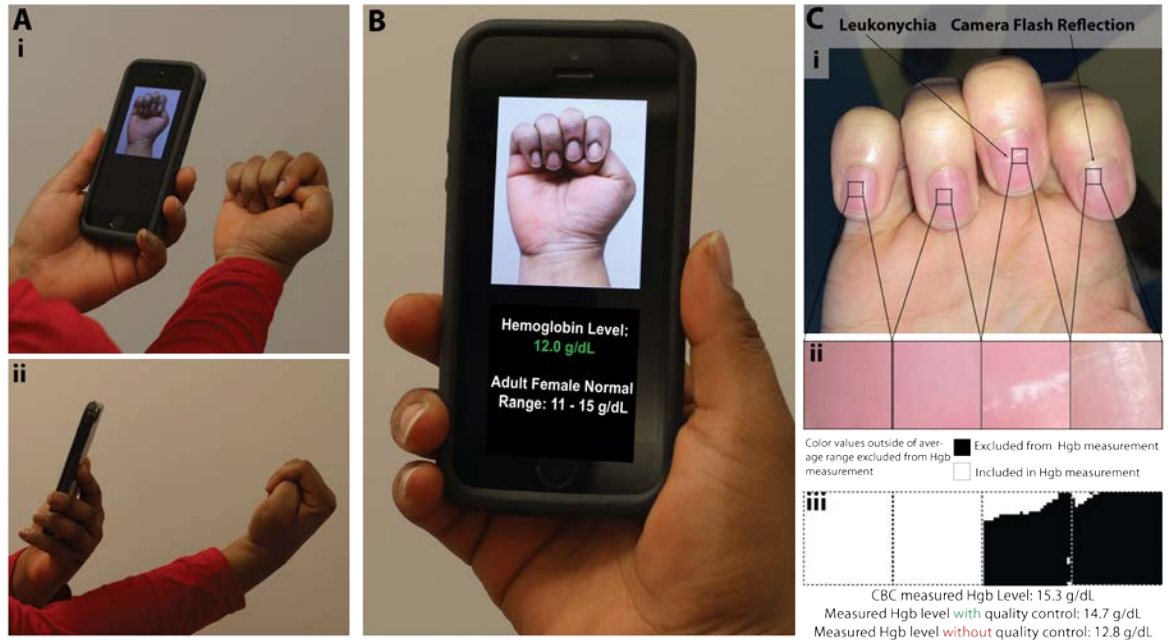 A
i
ii
B
Hemoglobin Level:
12.0 g/dL
Adult Female Normal
Range: 11 - 15 g/dL
C
Leukonychia Camera Flash Reflection
i
ii
Color values outside of aver-
age range excluded from Hgb
measurement
Excluded from Hgb measurement
Included in Hgb measurement
iii
CBC measured Hgb Level: 15.3 g/dL
Measured Hgb level with quality control: 14.7 g/dL
Measured Hgb level without quality control: 12.8 g/dL